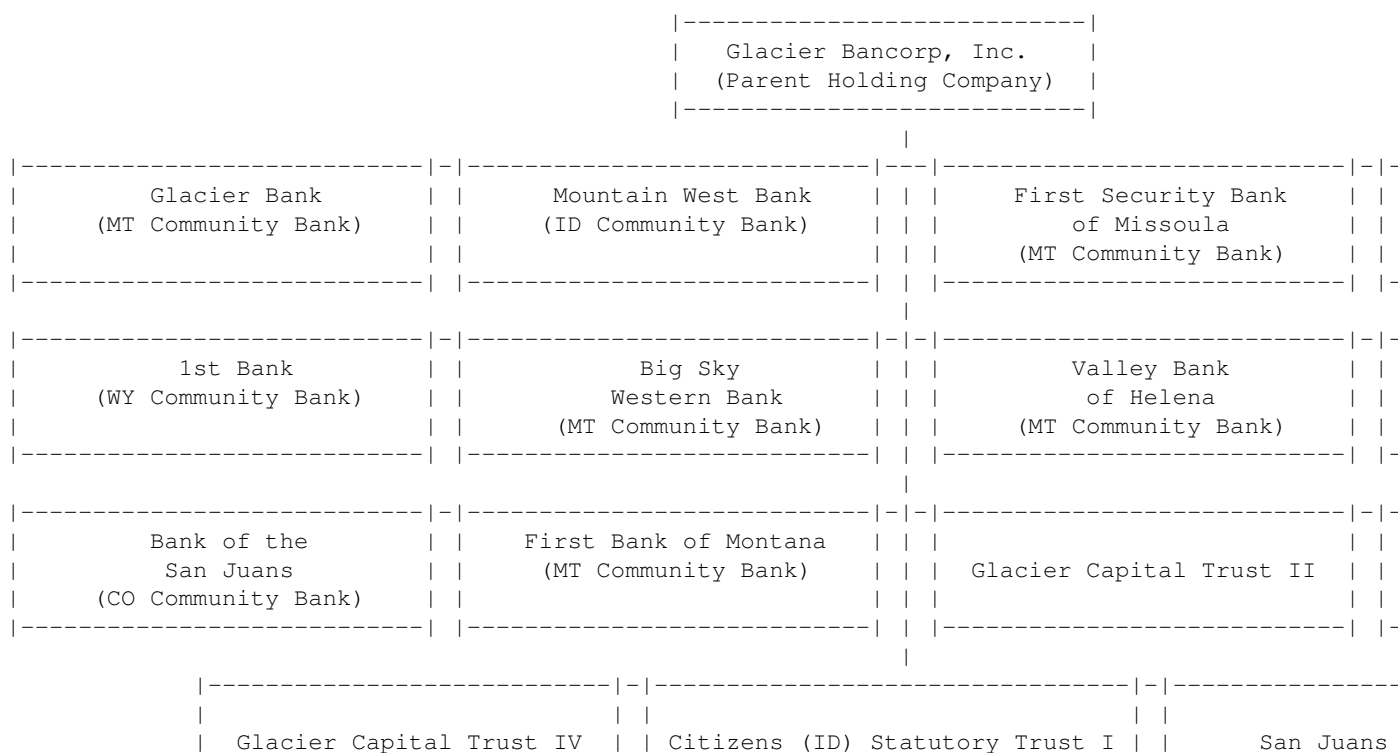 Glacier Bancorp, Inc.
(Parent Holding Company)
Glacier Bank
(MT Community Bank)
Mountain West Bank
(ID Community Bank)
First Security Bank
of Missoula
(MT Community Bank)
1st Bank
(WY Community Bank)
Big Sky
Western Bank
(MT Community Bank)
Valley Bank
of Helena
(MT Community Bank)
Bank of the
San Juans
(CO Community Bank)
First Bank of Montana
(MT Community Bank)
Glacier Capital Trust II
Glacier Capital Trust IV
Citizens (ID) Statutory Trust I
San Juans